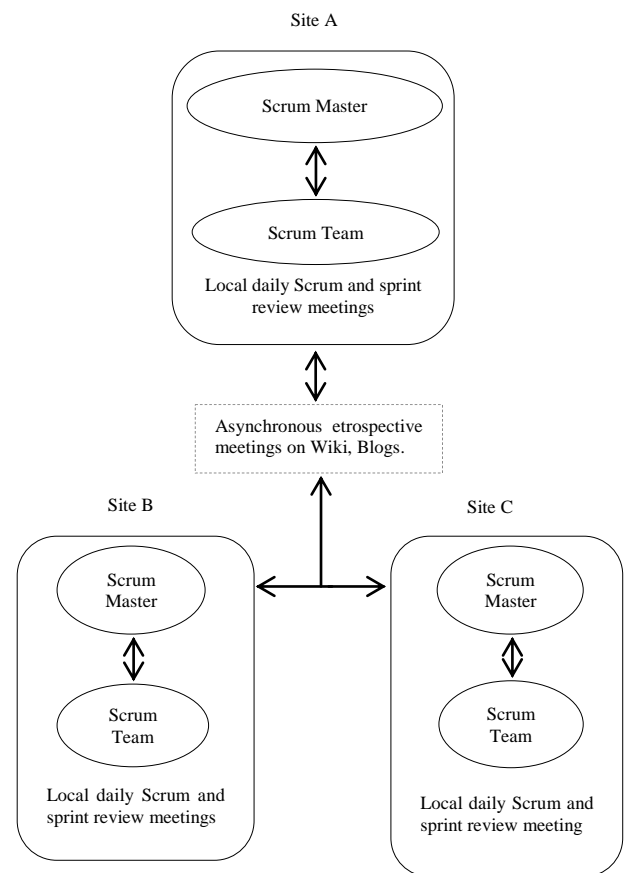 Site A
Scrum Master
Scrum Team
Local daily Scrum and sprint
review meetings
Asynchronous etrospective
meetings on Wiki, Blogs.
Site B
Site C
Scrum
Master
Scrum
Team
Local daily Scrum and
sprint review meetings
Scrum
Master
Scrum
Team
Local daily Scrum and
sprint review meeting